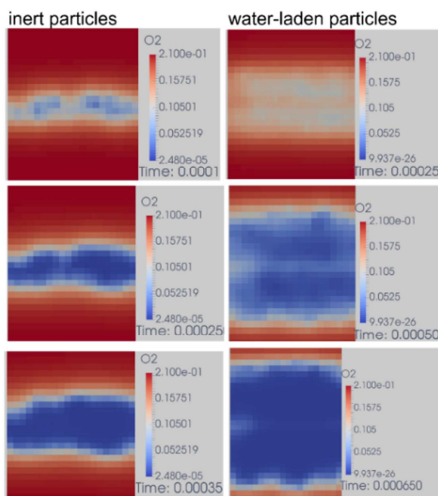 inert particles
water-laden particles
O2
2.100e-01
0.15751
0.10501
0.052519
2.480e-05
Time: 0.0001
O2
2.100e-01
0.1575
0.105
0.0525
9.937e-26
Time: 0.00025
O2
2.100e-01
0.15751
0.10501
0.052519
2.480e-05
Time: 0.00025
O2
2.100e-01
0.1575
0.105
0.0525
9.937e-26
Time: 0.00050
O2
2.100e-01
0.15751
0.10501
0.052519
2.480e-05
Time: 0.00035
O2
2.100e-01
0.1575
0.105
0.0525
9.937e-26
Time: 0.000650